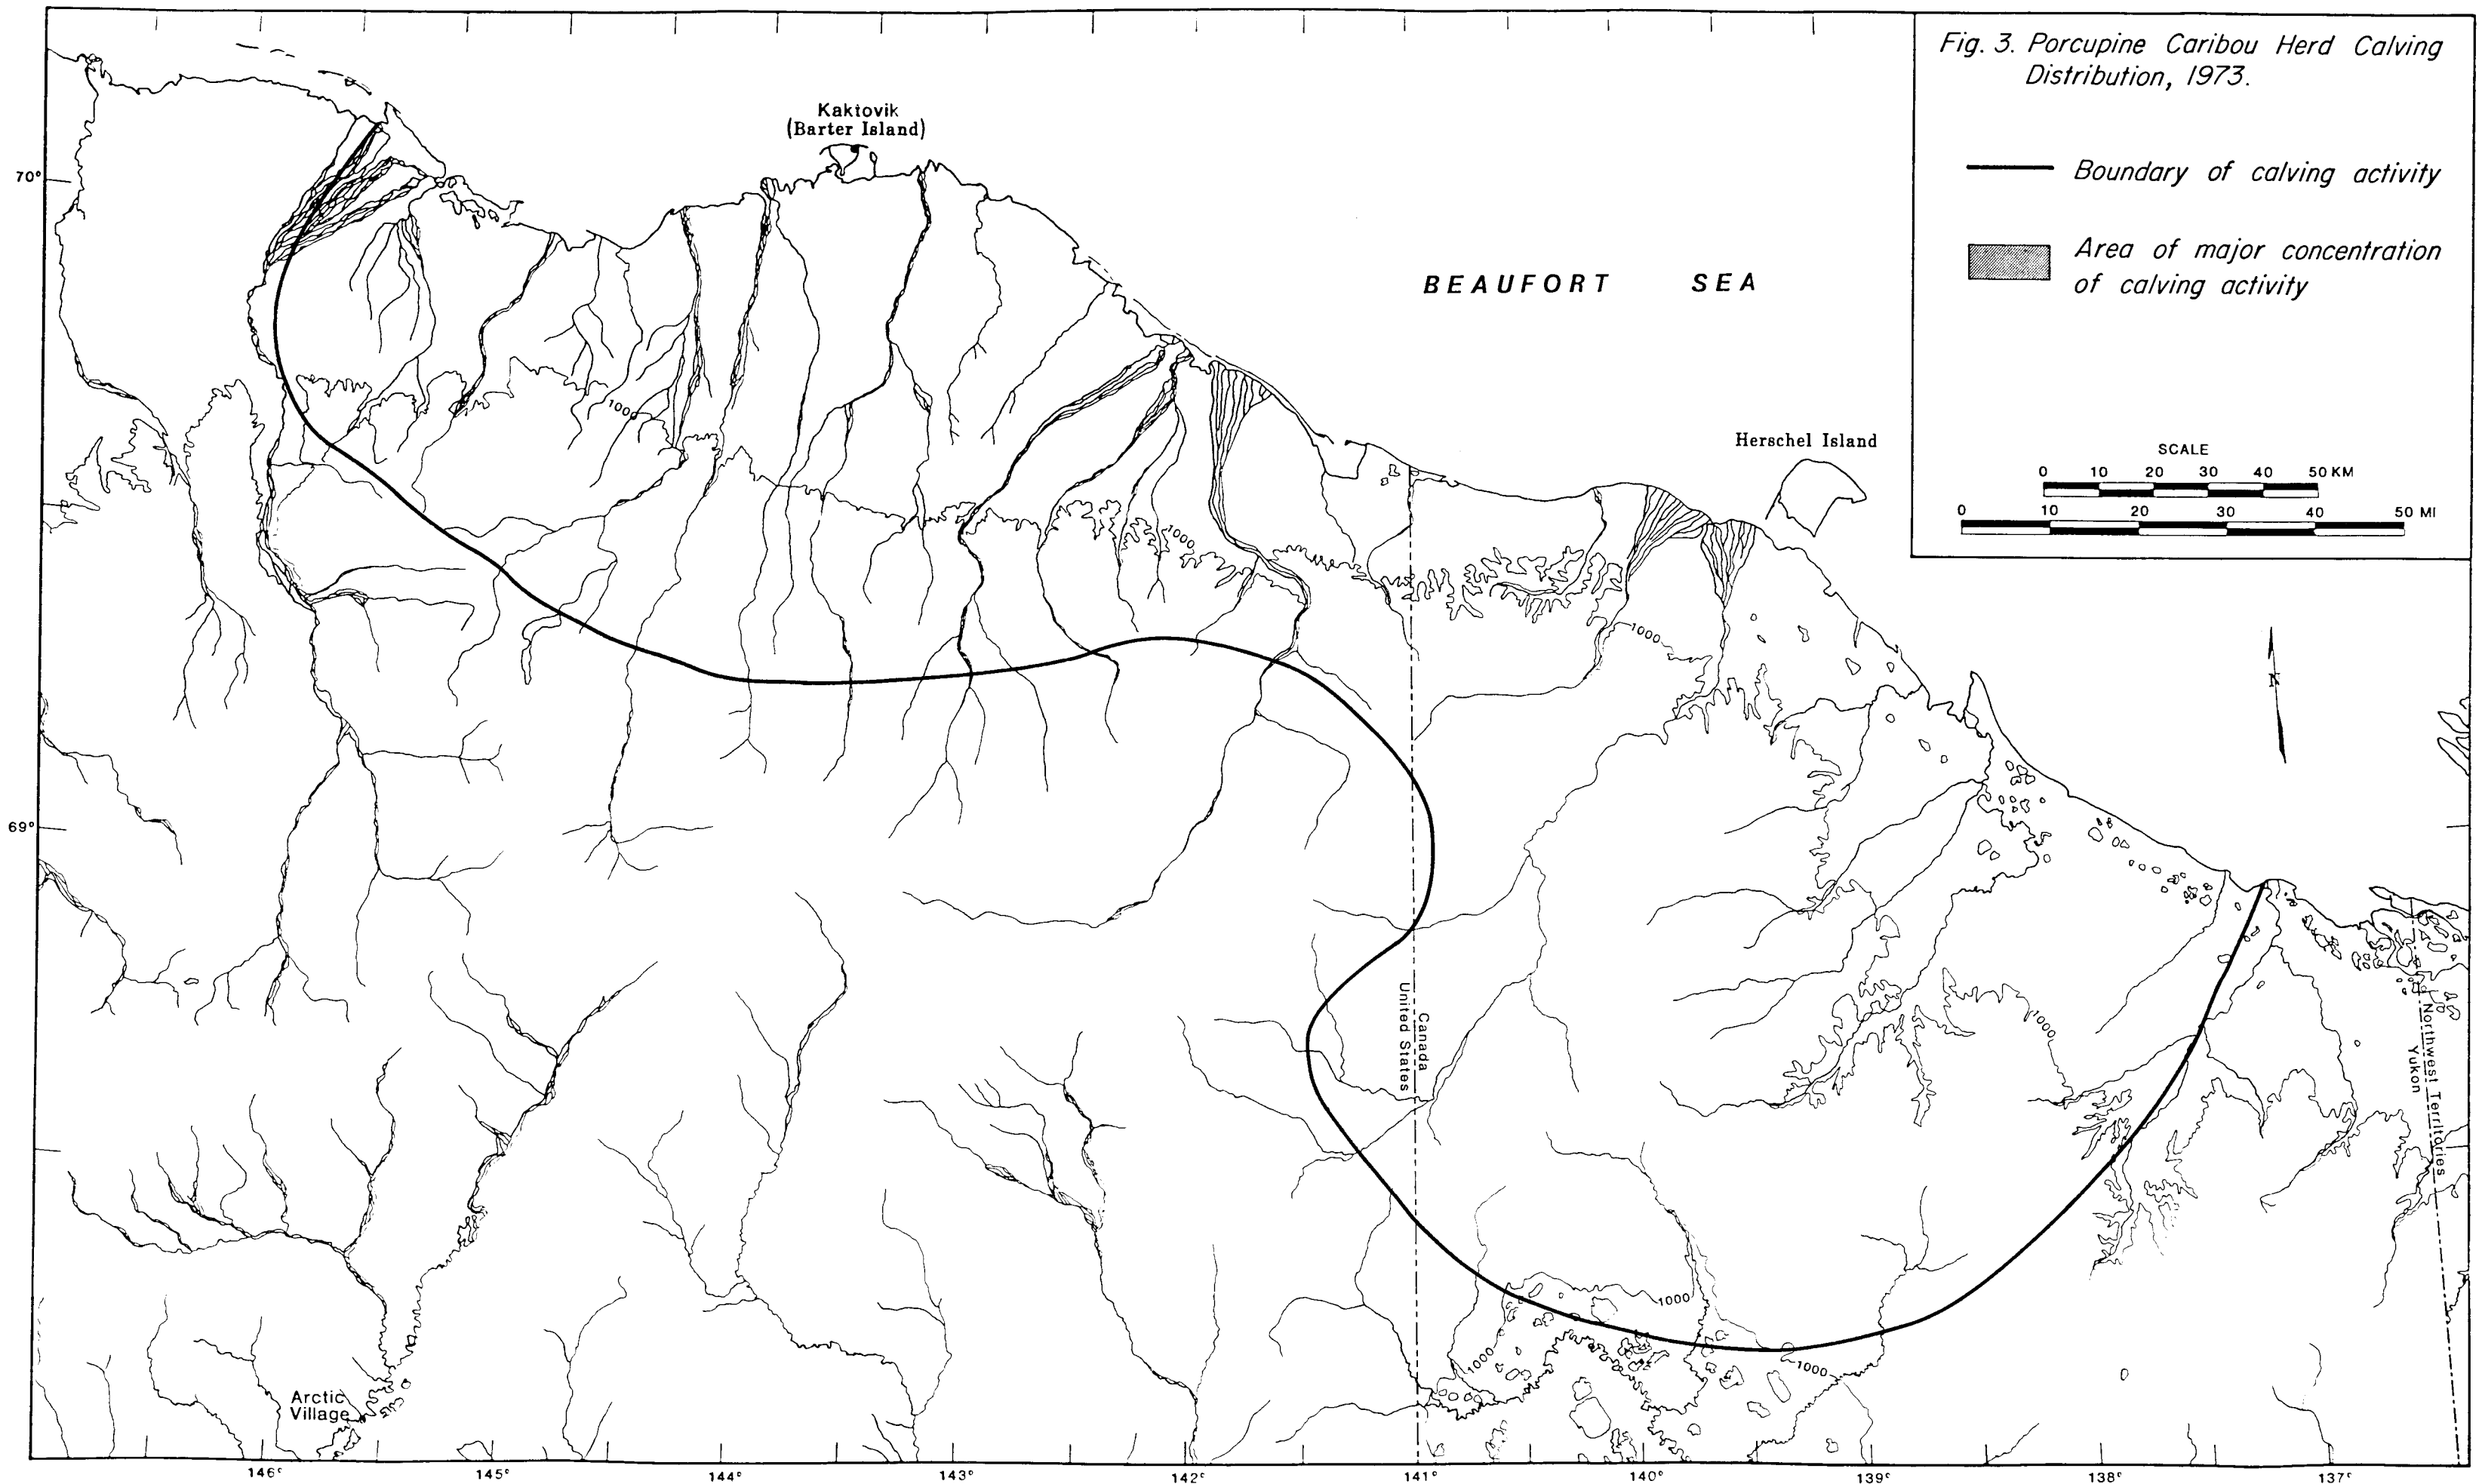 Fig. 3. Porcupine Caribou Herd Calving
Distribution, 1973.
Boundary of calving activity
Area of major concentration
of calving activity
SCALE
0 10 20 30 40 50 KM
0 10 20 30 40 50 MI
Kaktovik
(Barter Island)
70°
BEAUFORT SEA
1000
Herschel Island
1000
1000
N
69°
Canada
United States
1000
Northwest Territories
Yukon
1000
1000
1000
Arctic
Village
146° 145° 144° 143° 142° 141° 140° 139° 138° 137°